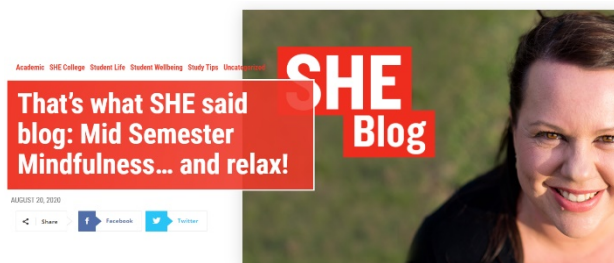 Academic SHE College Student Life Student Wellbeing Study Tips
SHE
Blog
That's what SHE said
blog: Mid Semester
Mindfulness... and relax!
AUGUST 20, 2020
Share Facebook Twitter